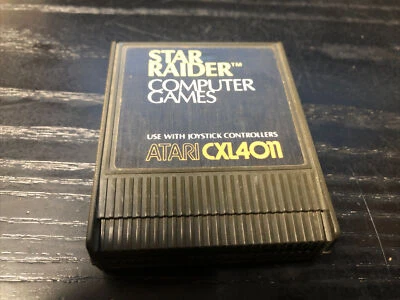 STAR
RAIDER™
COMPUTER
GAMES
USE WITH JOYSTICK CONTROLLERS
ATARI CXL4011